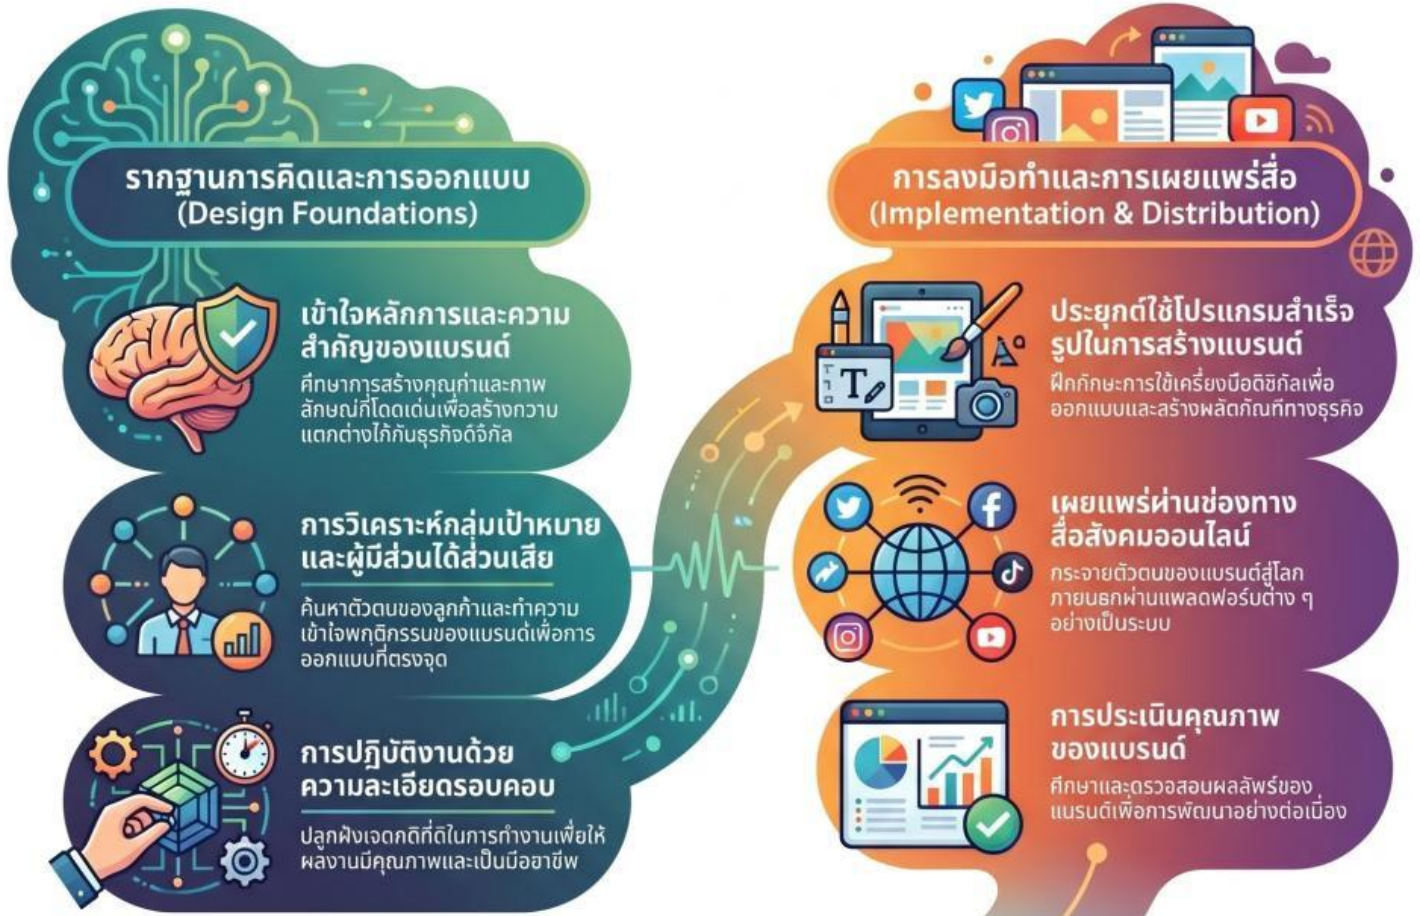 รากฐานการคิดและการออกแบบ
(Design Foundations)
เข้าใจหลักการและความ
สำคัญของแบรนด์
ศึกษาการสร้างคุณค่าและภาพ
ลักษณ์ที่โดดเด่นเพื่อสร้างความ
แตกต่างให้กับธุรกิจดิจิทัล
การวิเคราะห์กลุ่มเป้าหมาย
และผู้มีส่วนได้ส่วนเสีย
ค้นหาตัวตบของลูกค้าและทำความ
เข้าใจพฤติกรรมของแบรนด์เพื่อการ
ออกแบบที่ตรงจุด
การปฏิบัติงานด้วย
ความละเอียดรอบคอบ
ปลูกฝังเจตคติที่ดีในการทำงานเพื่อให้
ผลงานมีคุณภาพและเป็นมืออาชีพ
การลงมือทำและการเผยแพร่สื่อ
(Implementation & Distribution)
ประยุกต์ใช้โปรแกรมสำเร็จ
รูปในการสร้างแบรนด์
ฝึกทักษะการใช้เครื่องมือดิจิทัลเพื่อ
ออกแบบและสร้างผลิตภัณฑ์ทางธุรกิจ
T
เผยแพร่ผ่านช่องทาง
สื่อสังคมออนไลน์
กระจายตัวตนของแบรนด์สู่โลก
ภายนอกผ่านแพลตฟอร์มต่าง ๆ
อย่างเป็นระบบ
การประเมินคุณภาพ
ของแบรนด์
ศึกษาและตรวจสอบผลลัพธ์ของ
แบรนด์เพื่อการพัฒนาอย่างต่อเนื่อง